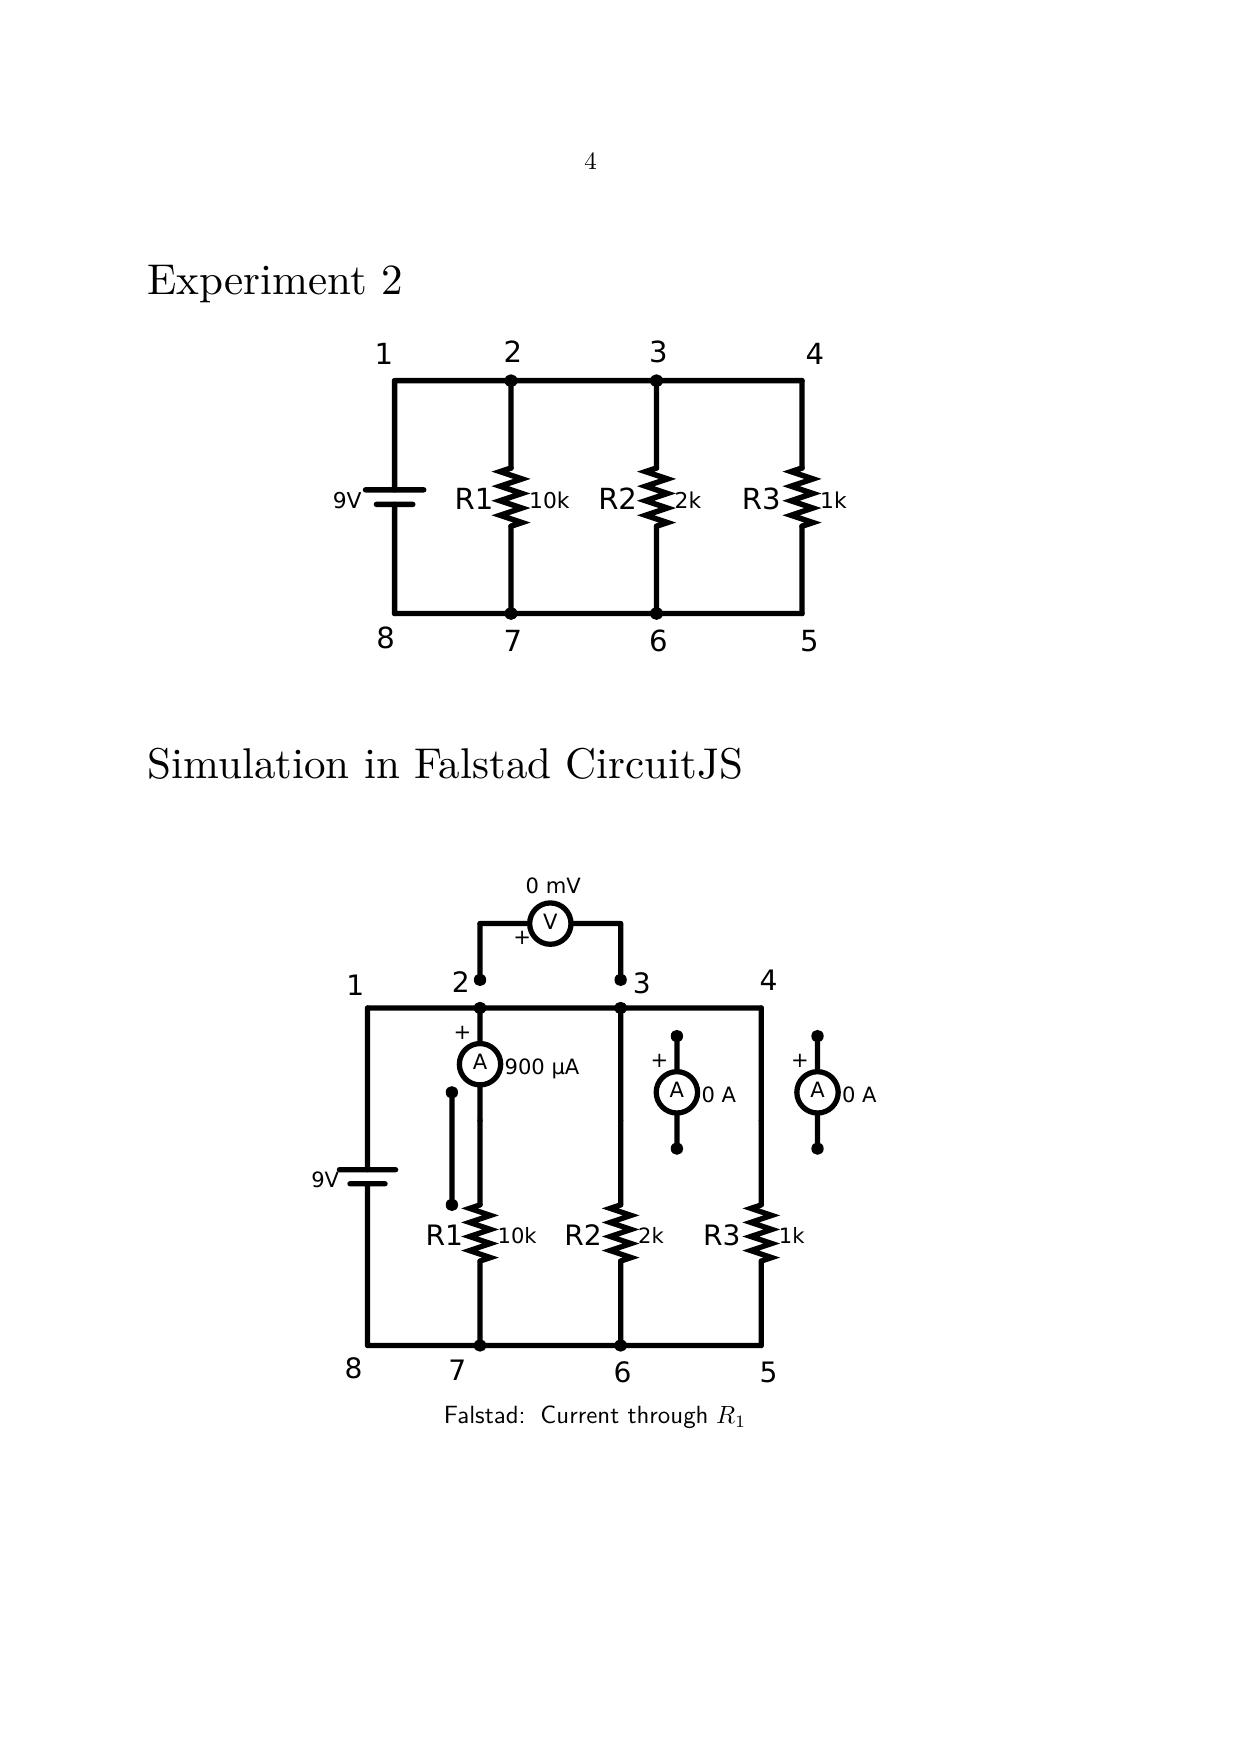 4
Experiment 2
1 2 3 4
9V R1 10k R2 2k R3 1k
8 7 6 5
Simulation in Falstad CircuitJS
0 mV
V
+
1 2 3 4
+ A 900 µA
+ A 0 A + A 0 A
9V
R1 10k R2 2k R3 1k
8 7 6 5
Falstad: Current through R₁